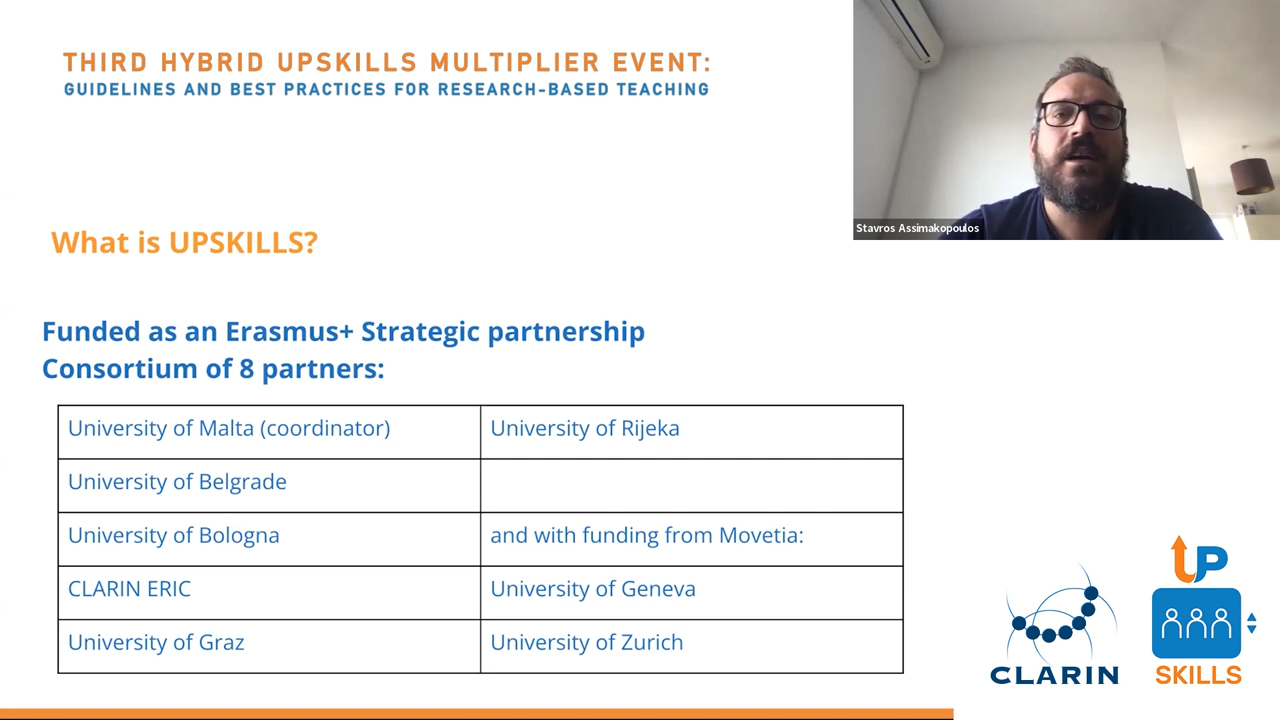 THIRD HYBRID UPSKILLS MULTIPLIER EVENT:
GUIDELINES AND BEST PRACTICES FOR RESEARCH-BASED TEACHING
Stavros Assimakopoulos
What is UPSKILLS?
Funded as an Erasmus+ Strategic partnership
Consortium of 8 partners:
University of Malta (coordinator)
University of Rijeka
University of Belgrade
University of Bologna
and with funding from Movetia:
CLARIN ERIC
University of Geneva
University of Graz
University of Zurich
CLARIN
UP
SKILLS